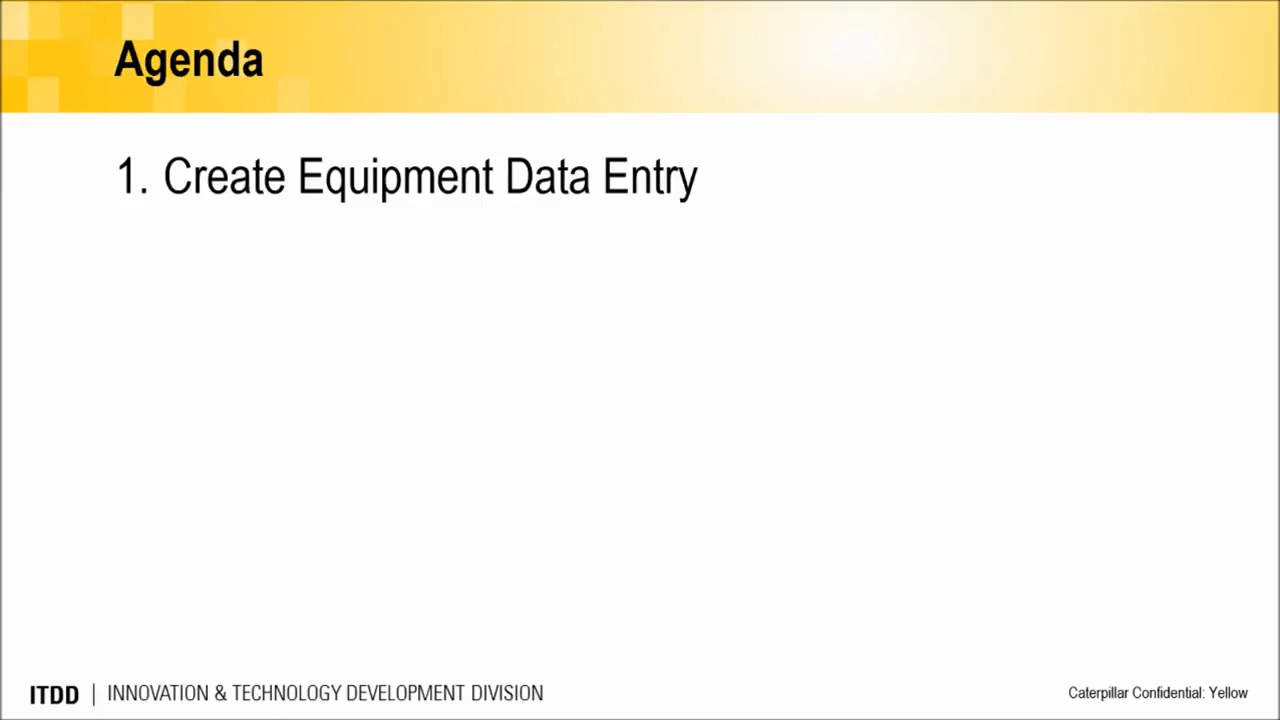 Agenda
1. Create Equipment Data Entry
ITDD | INNOVATION & TECHNOLOGY DEVELOPMENT DIVISION
Caterpillar Confidential: Yellow